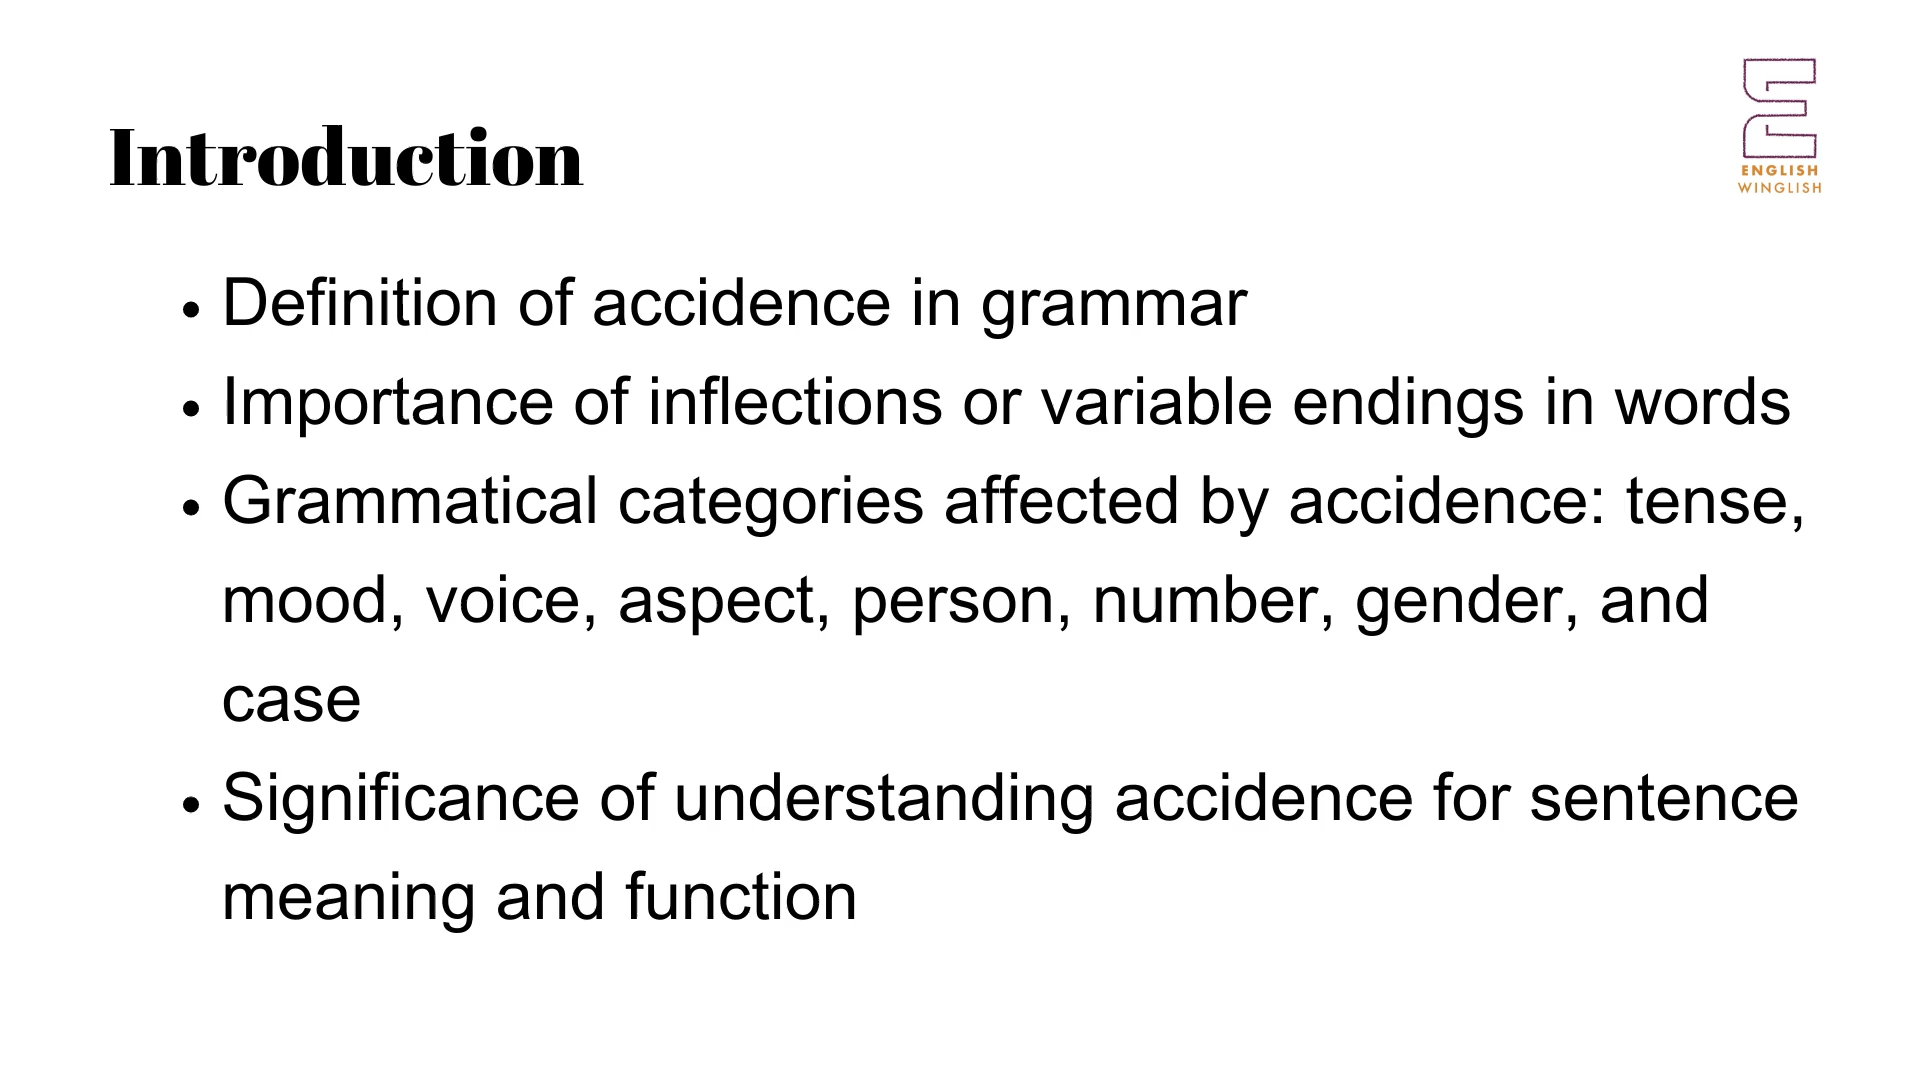 Introduction
ENGLISH
WINGLISH
• Definition of accidence in grammar
• Importance of inflections or variable endings in words
• Grammatical categories affected by accidence: tense,
mood, voice, aspect, person, number, gender, and
case
• Significance of understanding accidence for sentence
meaning and function